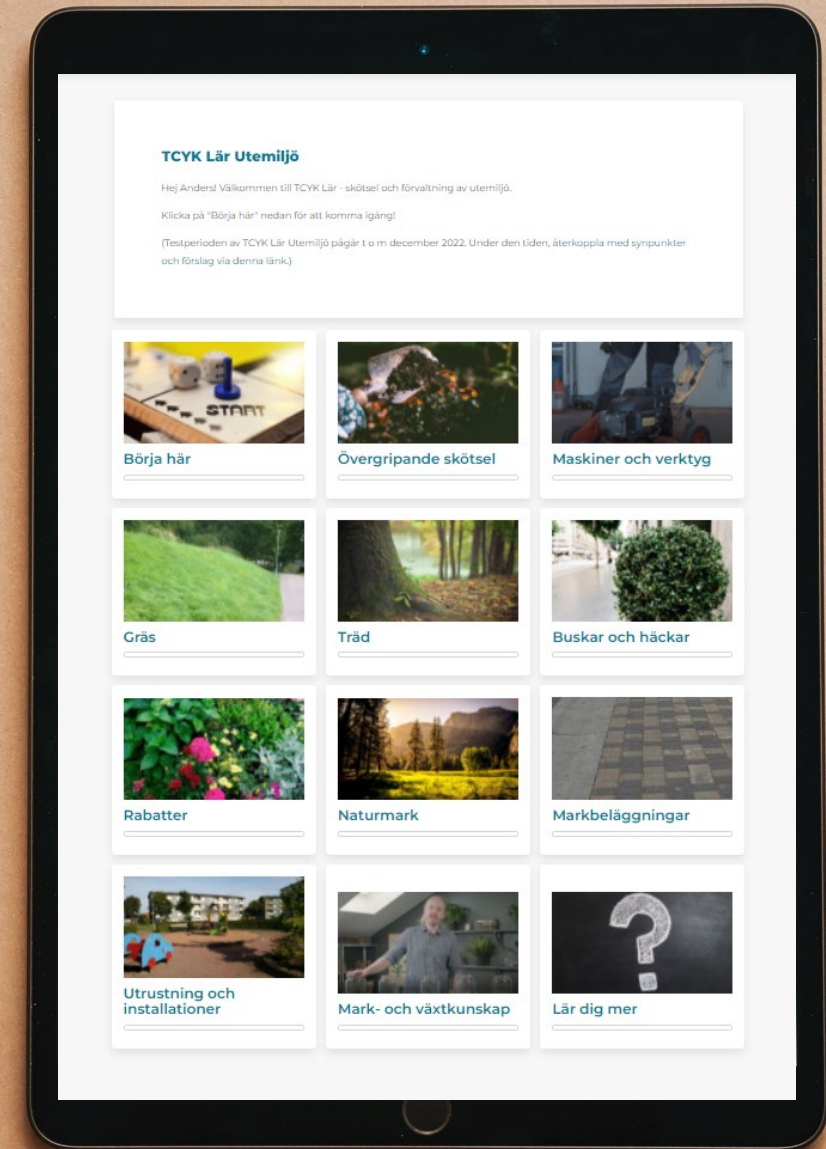 TCYK Lär Utemiljö
Hej Anders! Välkommen till TCYK Lär - skötsel och förvaltning av utemiljö.
Klicka på "Börja här" nedan för att komma igång!
(Testperioden av TCYK Lär Utemiljö pågår t o m december 2022. Under den tiden, återkoppla med synpunkter
och förslag via denna länk.)
START
Börja här
Övergripande skötsel
Maskiner och verktyg
Gräs
Träd
Buskar och häckar
Rabatter
Naturmark
Markbeläggningar
Utrustning och
installationer
Mark- och växtkunskap
Lär dig mer
?